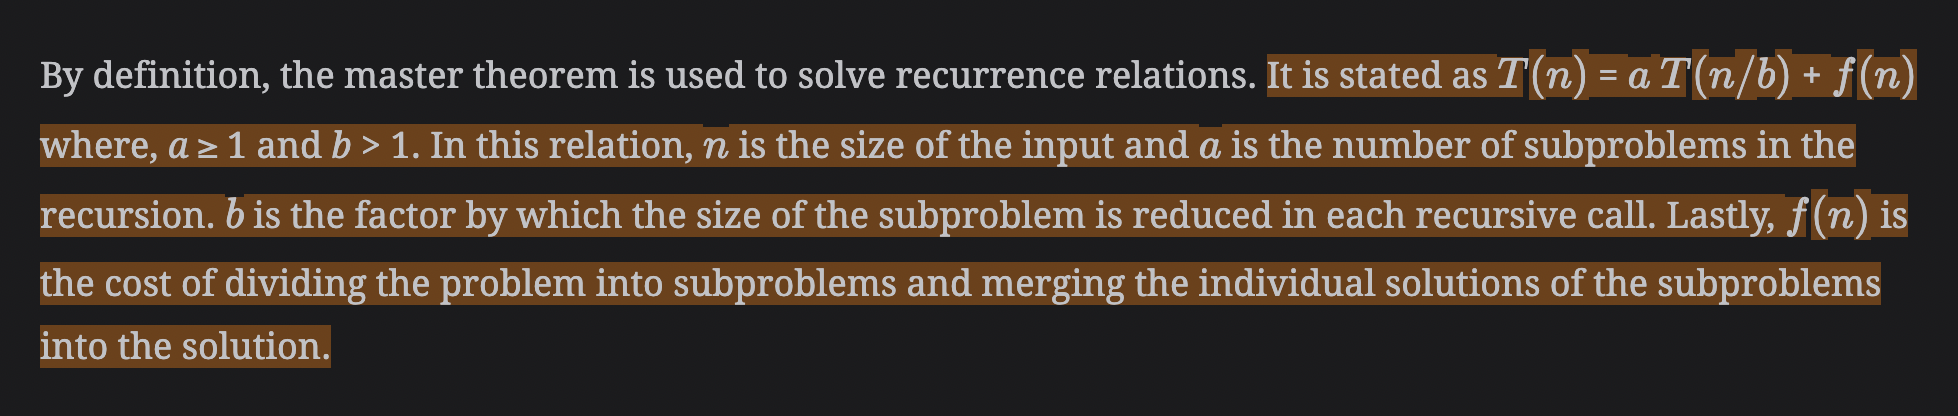 By definition, the master theorem is used to solve recurrence relations. It is stated as T(n) = a T(n/b) + f(n)
where, a ≥ 1 and b > 1. In this relation, n is the size of the input and a is the number of subproblems in the
recursion. b is the factor by which the size of the subproblem is reduced in each recursive call. Lastly, f(n) is
the cost of dividing the problem into subproblems and merging the individual solutions of the subproblems
into the solution.